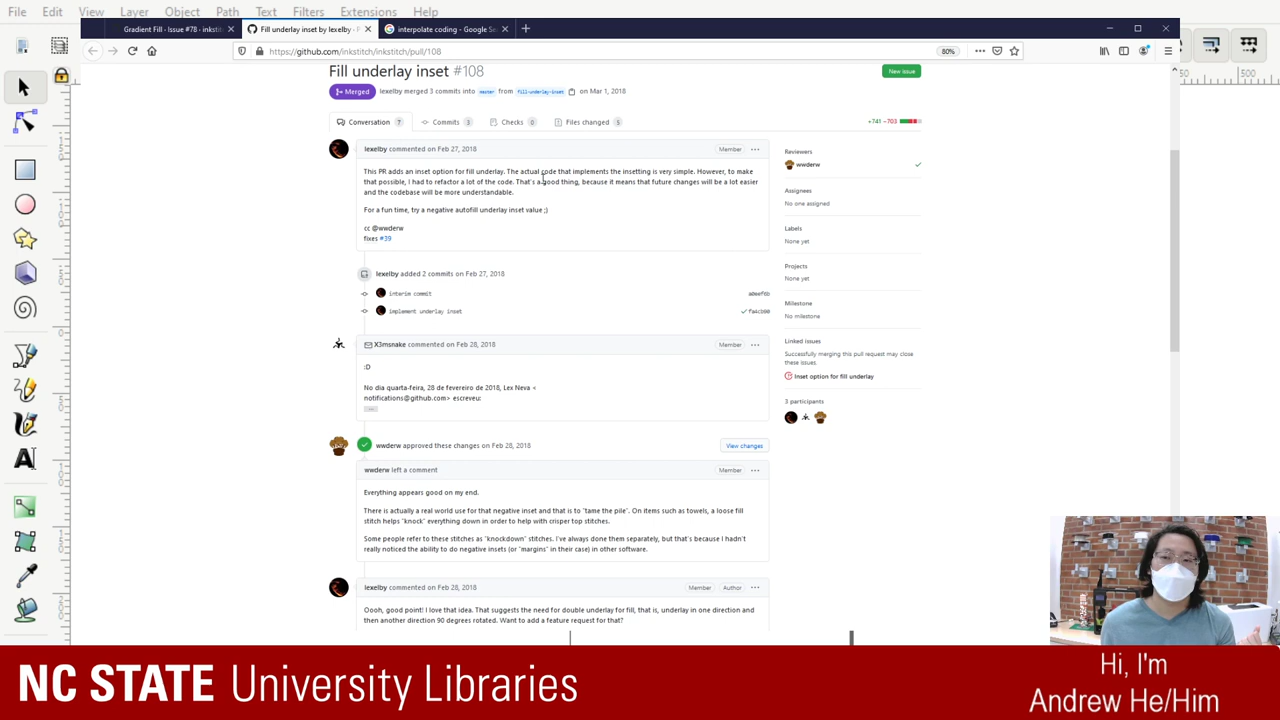 Gradient Fill - Issue #78 - inkstit
Fill underlay inset by lexelby - P
interpolate coding - Google Se
https://github.com/inkstitch/inkstitch/pull/108
80%
500
Fill underlay inset #108
New issue
Merged
lexelby merged 3 commits into master from fill-underlay-inset on Mar 1, 2018
Conversation 7
Commits 3
Checks 0
Files changed 5
+741 −703
lexelby commented on Feb 27, 2018
Member
This PR adds an inset option for fill underlay. The actual code that implements the insetting is very simple. However, to make
that possible, I had to refactor a lot of the code. That's a good thing, because it means that future changes will be a lot easier
and the codebase will be more understandable.
For a fun time, try a negative autofill underlay inset value ;)
cc @wwderw
fixes #39
lexelby added 2 commits on Feb 27, 2018
interim commit
a0eef6b
implement underlay inset
fa4cb90
X3msnake commented on Feb 28, 2018
Member
:D
No dia quarta-feira, 28 de fevereiro de 2018, Lex Neva <
notifications@github.com> escreveu:
...
wwderw approved these changes on Feb 28, 2018
View changes
wwderw left a comment
Member
Everything appears good on my end.
There is actually a real world use for that negative inset and that is to "tame the pile". On items such as towels, a loose fill
stitch helps "knock" everything down in order to help with crisper top stitches.
Some people refer to these stitches as "knockdown" stitches. I've always done them separately, but that's because I hadn't
really noticed the ability to do negative insets (or "margins" in their case) in other software.
lexelby commented on Feb 28, 2018
Member
Author
Oooh, good point! I love that idea. That suggests the need for double underlay for fill, that is, underlay in one direction and
then another direction 90 degrees rotated. Want to add a feature request for that?
Reviewers
wwderw
Assignees
No one assigned
Labels
None yet
Projects
None yet
Milestone
No milestone
Linked issues
Successfully merging this pull request may close
these issues.
Inset option for fill underlay
3 participants
NC STATE University Libraries
Hi, I'm
Andrew He/Him